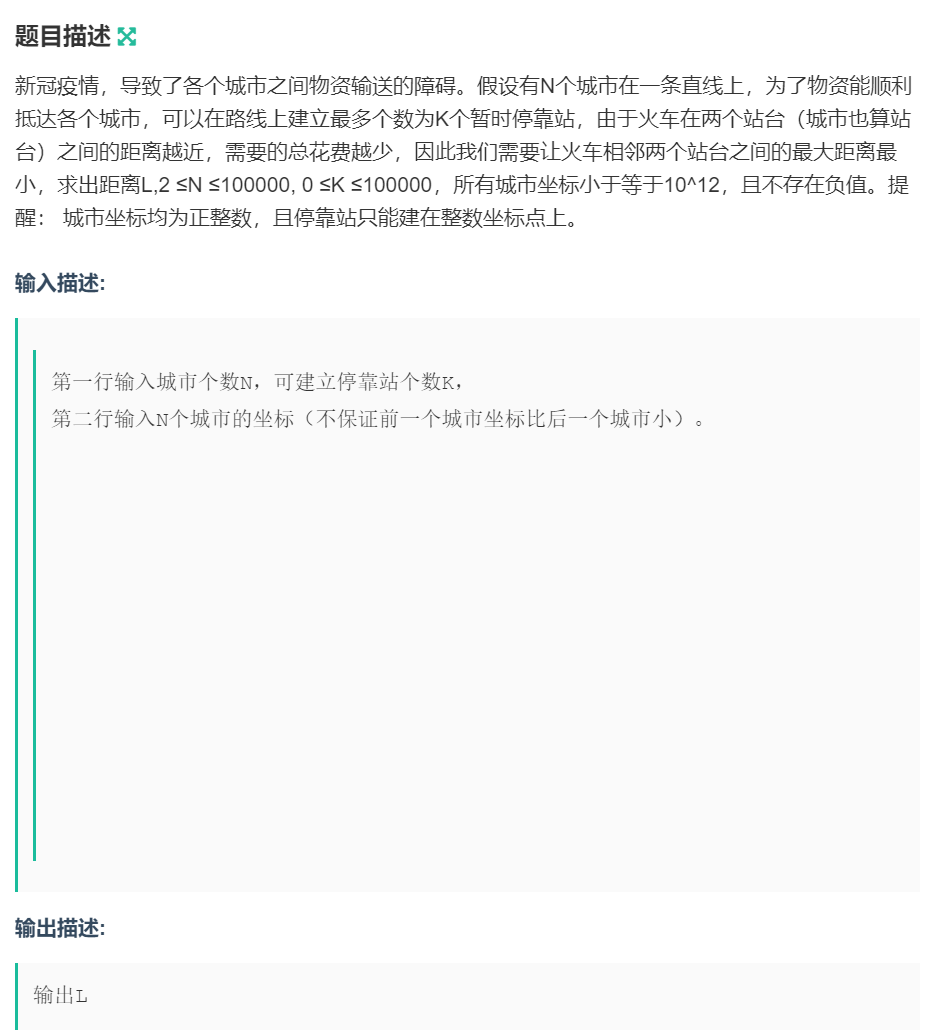 题目描述
新冠疫情，导致了各个城市之间物资输送的障碍。假设有N个城市在一条直线上，为了物资能顺利
抵达各个城市，可以在路线上建立最多个数为K个暂时停靠站，由于火车在两个站台（城市也算站
台）之间的距离越近，需要的总花费越少，因此我们需要让火车相邻两个站台之间的最大距离最
小，求出距离L,2 ≤N ≤100000, 0 ≤K ≤100000，所有城市坐标小于等于10^12，且不存在负值。提
醒： 城市坐标均为正整数，且停靠站只能建在整数坐标点上。
输入描述:
第一行输入城市个数N，可建立停靠站个数K，
第二行输入N个城市的坐标（不保证前一个城市坐标比后一个城市小）。
输出描述:
输出L